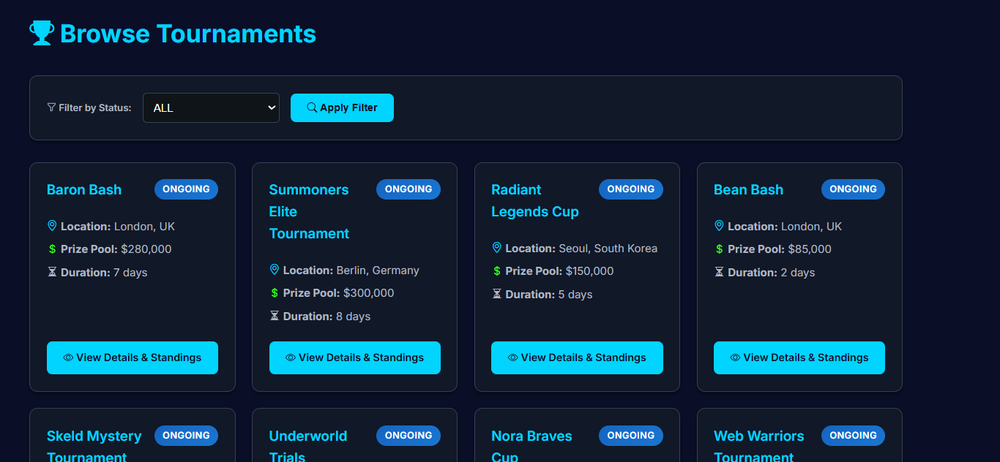 Browse Tournaments
Filter by Status:
ALL
Apply Filter
Baron Bash
ONGOING
Location: London, UK
$ Prize Pool: $280,000
Duration: 7 days
View Details & Standings
Summoners
Elite
Tournament
ONGOING
Location: Berlin, Germany
$ Prize Pool: $300,000
Duration: 8 days
View Details & Standings
Radiant
Legends Cup
ONGOING
Location: Seoul, South Korea
$ Prize Pool: $150,000
Duration: 5 days
View Details & Standings
Bean Bash
ONGOING
Location: London, UK
$ Prize Pool: $85,000
Duration: 2 days
View Details & Standings
Skeld Mystery
Tournament
ONGOING
Underworld
Trials
ONGOING
Nora Braves
Cup
ONGOING
Web Warriors
Tournament
ONGOING